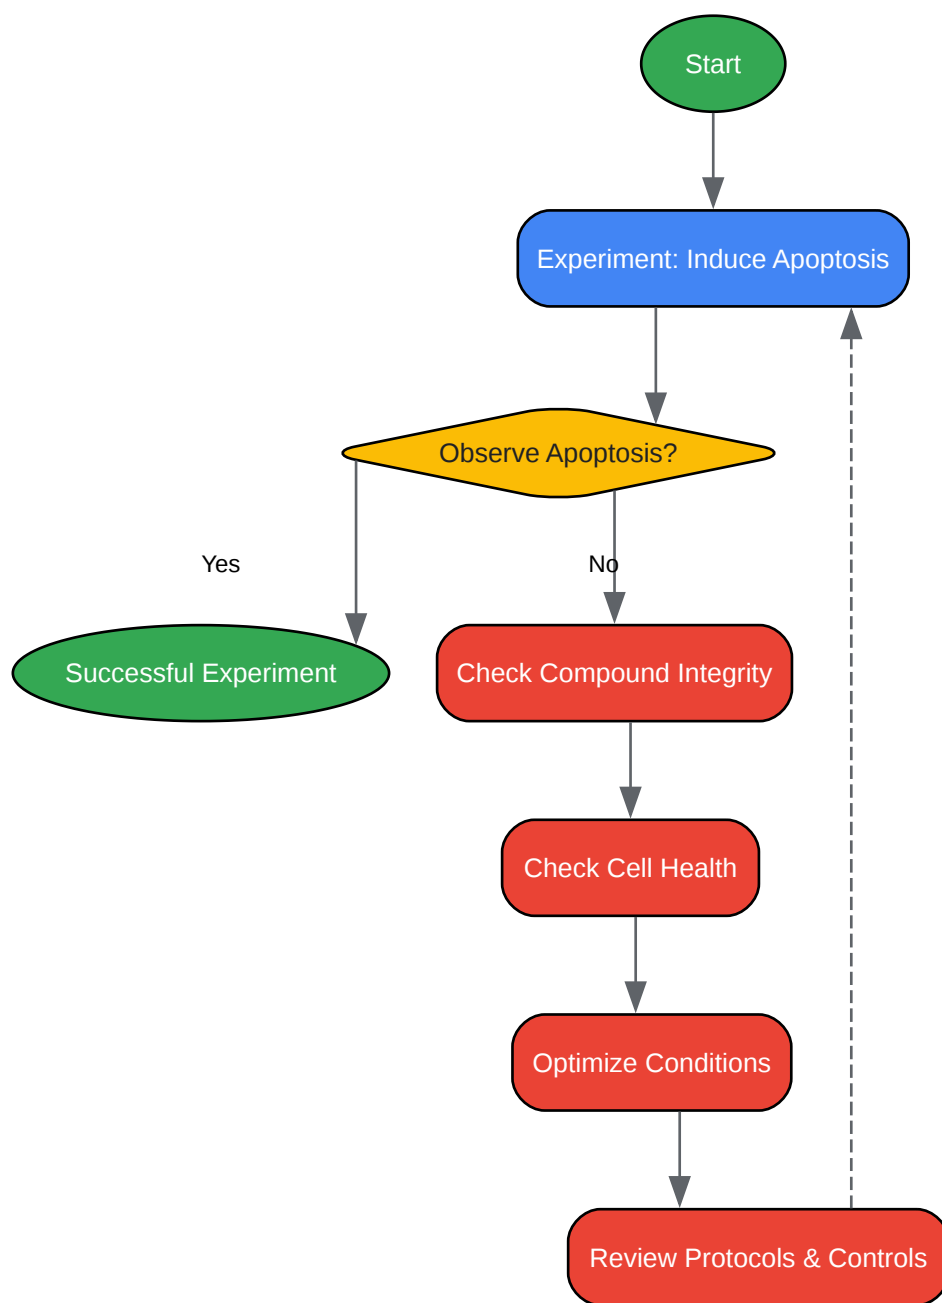 Start
Experiment: Induce Apoptosis
Observe Apoptosis?
Yes
No
Successful Experiment
Check Compound Integrity
Check Cell Health
Optimize Conditions
Review Protocols & Controls